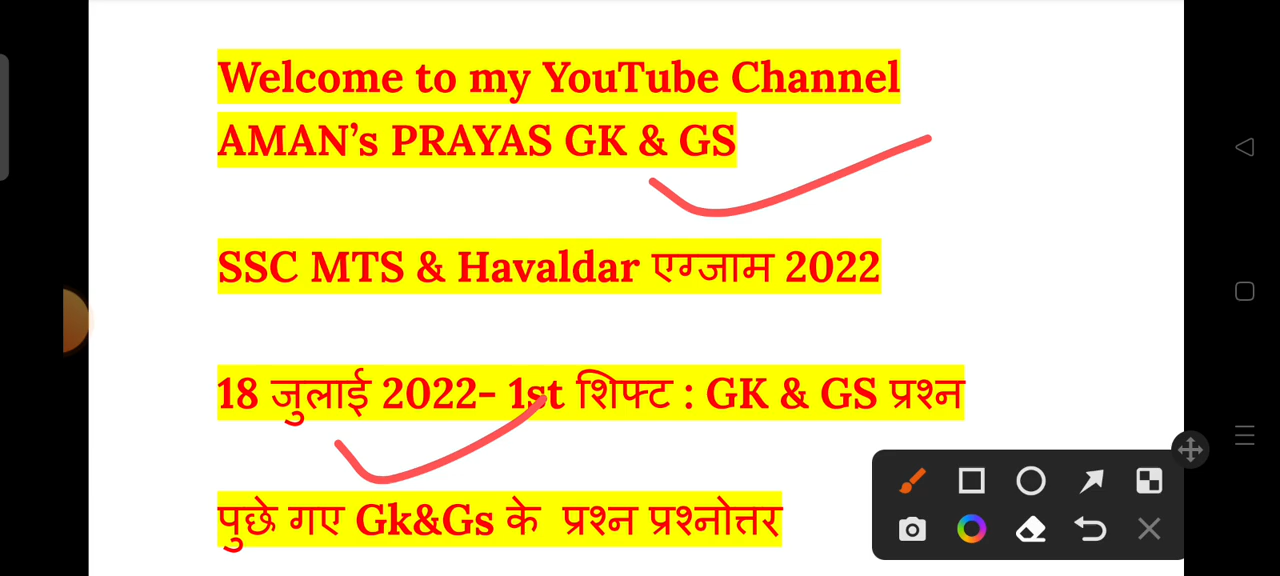 Welcome to my YouTube Channel
AMAN’s PRAYAS GK & GS
SSC MTS & Havaldar एग्जाम 2022
18 जुलाई 2022- 1st शिफ्ट : GK & GS प्रश्न
पुछे गए Gk&Gs के प्रश्न प्रश्नोत्तर